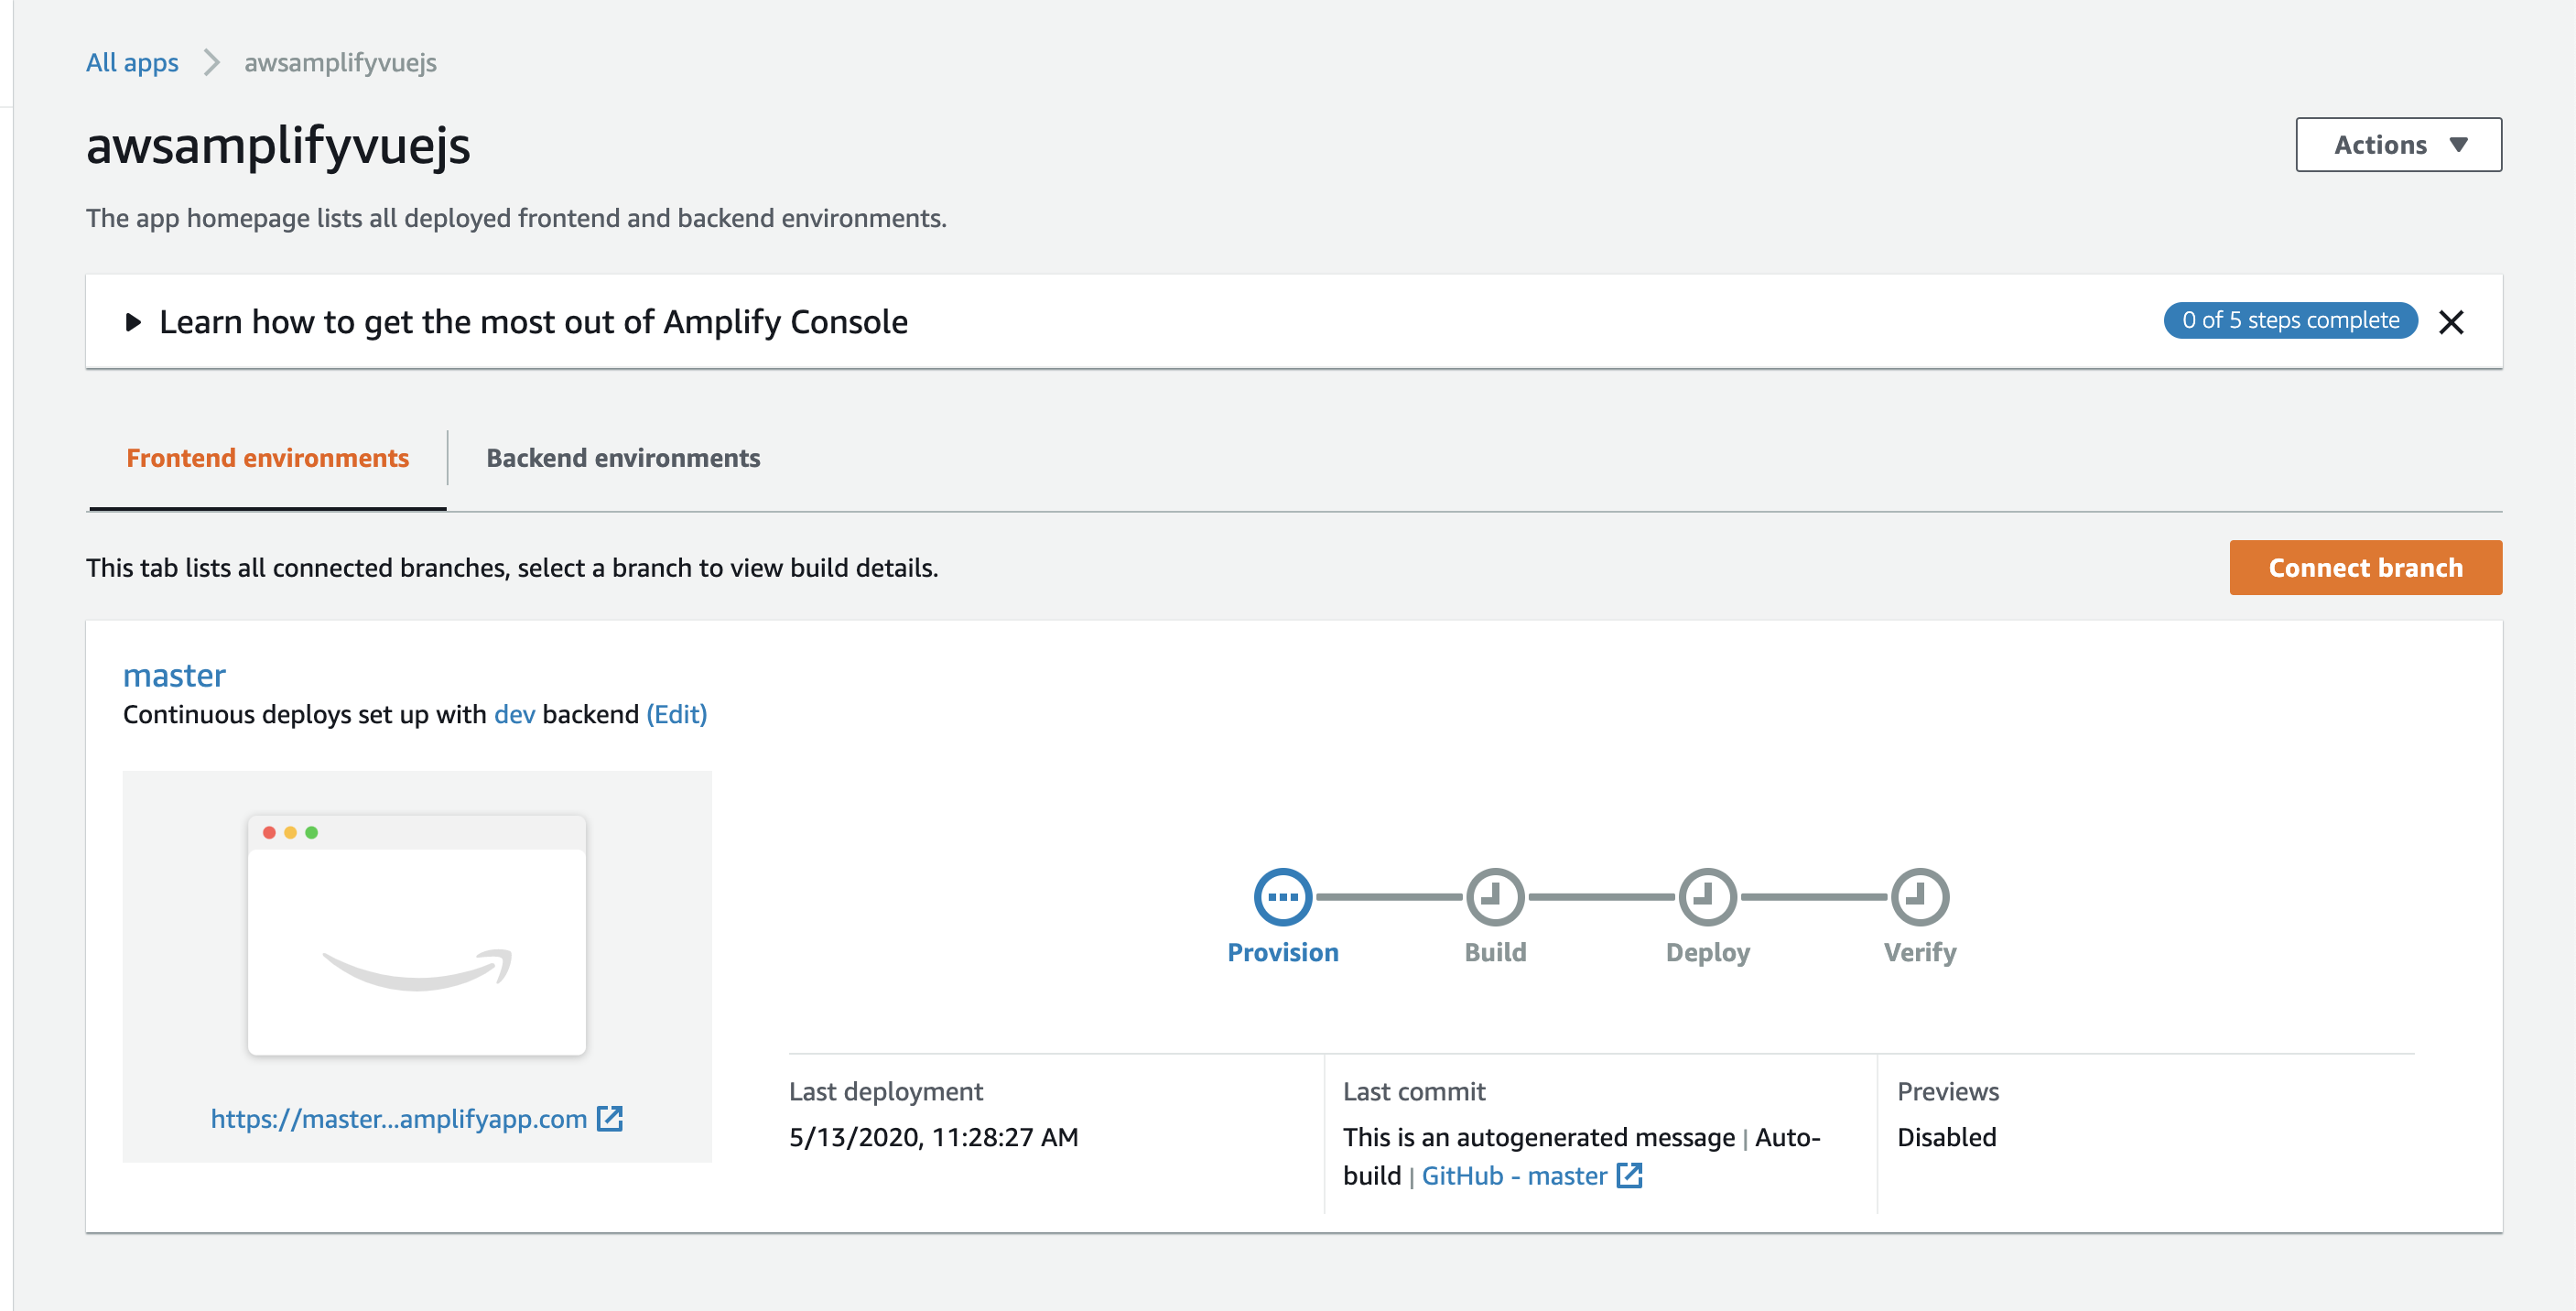 All apps > awsamplifyvuejs
awsamplifyvuejs
Actions
The app homepage lists all deployed frontend and backend environments.
Learn how to get the most out of Amplify Console
0 of 5 steps complete
Frontend environments
Backend environments
This tab lists all connected branches, select a branch to view build details.
Connect branch
master
Continuous deploys set up with dev backend (Edit)
https://master...amplifyapp.com
Provision
Build
Deploy
Verify
Last deployment
5/13/2020, 11:28:27 AM
Last commit
This is an autogenerated message | Auto-
build | GitHub - master
Previews
Disabled